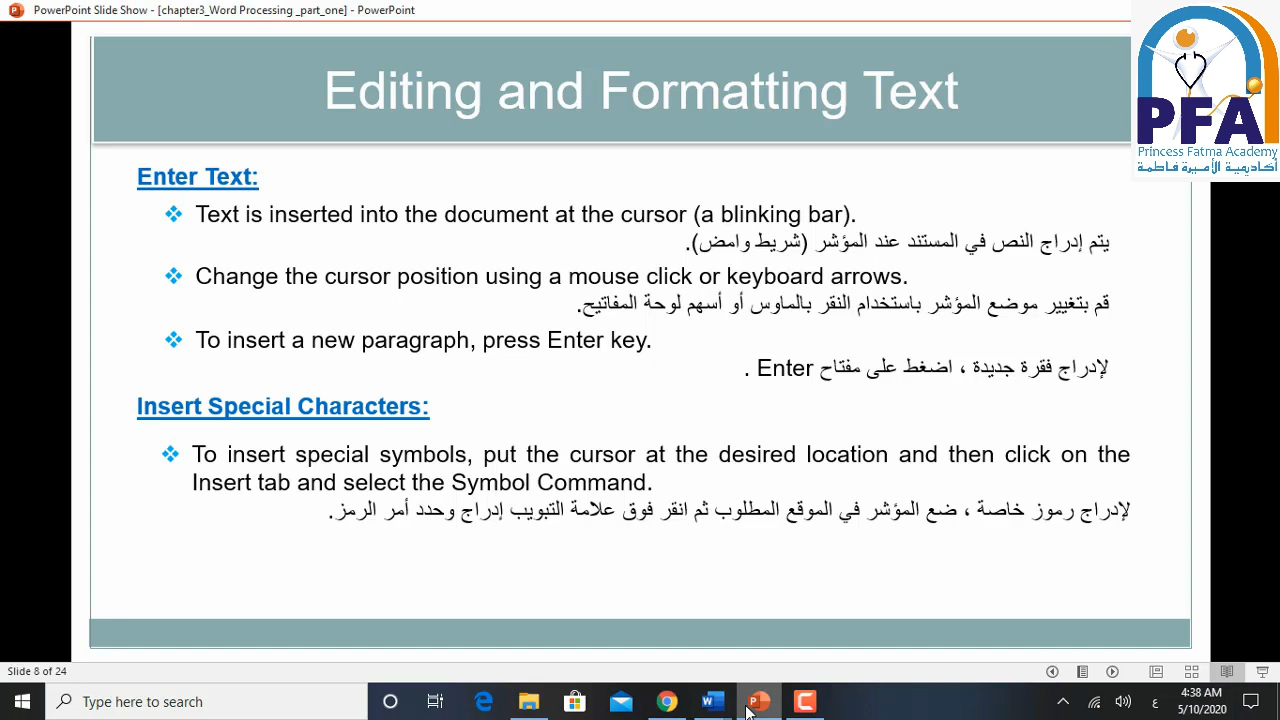 PowerPoint Slide Show - [chapter3_Word Processing _part_one] - PowerPoint
PFA
Princess Fatma Academy
أكاديمية الأميرة فاطمة
Editing and Formatting Text
Enter Text:
Text is inserted into the document at the cursor (a blinking bar).
يتم إدراج النص في المستند عند المؤشر (شريط وامض).
Change the cursor position using a mouse click or keyboard arrows.
قم بتغيير موضع المؤشر باستخدام النقر بالماوس أو أسهم لوحة المفاتيح.
To insert a new paragraph, press Enter key.
لإدراج فقرة جديدة ، اضغط على مفتاح Enter .
Insert Special Characters:
To insert special symbols, put the cursor at the desired location and then click on the
Insert tab and select the Symbol Command.
لإدراج رموز خاصة ، ضع المؤشر في الموقع المطلوب ثم انقر فوق علامة التبويب إدراج وحدد أمر الرمز.
Slide 8 of 24
Type here to search
ع
4:38 AM
5/10/2020